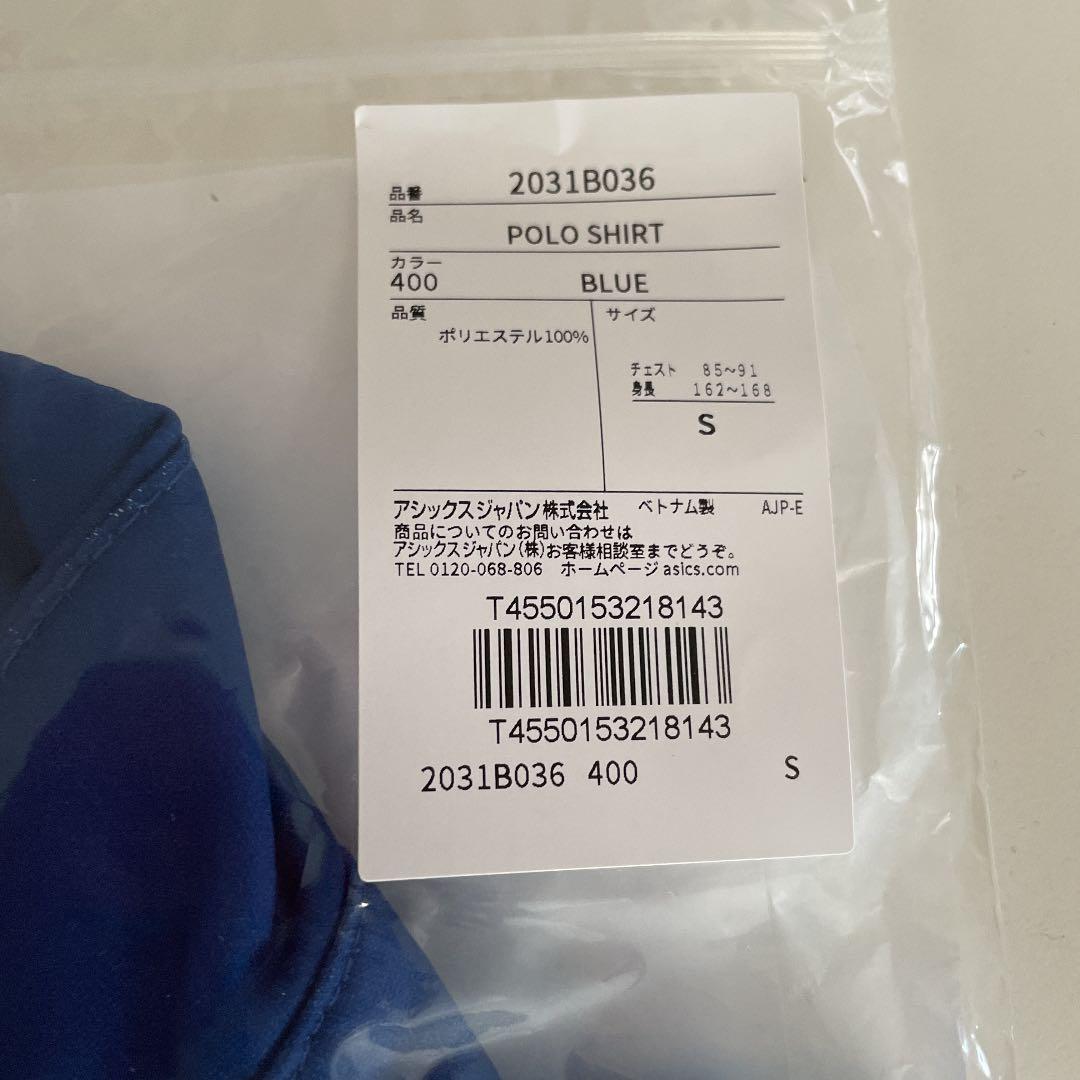 品番 2031B036
品名
POLO SHIRT
カラー
400 BLUE
品質
ポリエステル100%
サイズ
チェスト 85～91
身長 162～168
S
アシックスジャパン株式会社 ベトナム製 AJP-E
商品についてのお問い合わせは
アシックスジャパン(株)お客様相談室までどうぞ。
TEL 0120-068-806 ホームページ asics.com
T4550153218143
T4550153218143
2031B036 400 S